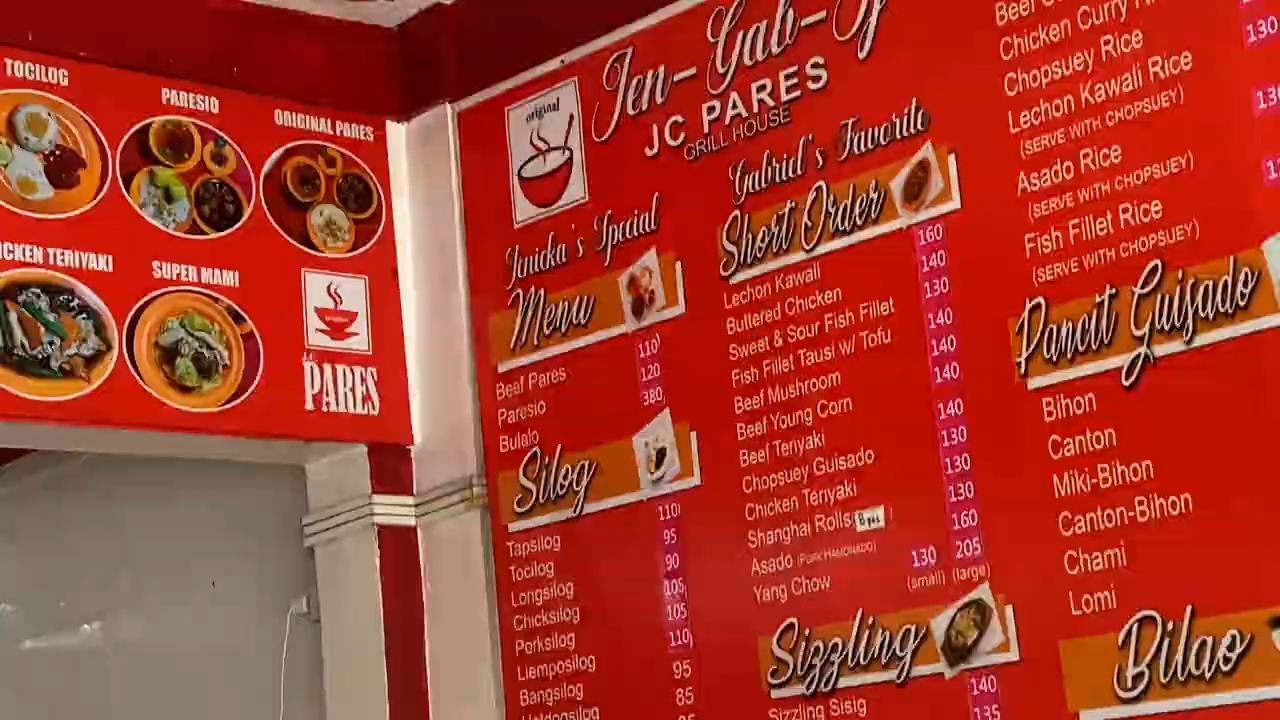 TOCILOG
PARESIO
ORIGINAL PARES
CKEN TERIYAKI
SUPER MAMI
PARES
original
Jen-Gab-
JC PARES
GRILL HOUSE
Jenicka's Special
Menu
Beef Pares 110
Paresio 120
Bulalo 380
Silog
Tapsilog 110
Tocilog 95
Longsilog 90
Chicksilog 105
Porksilog 105
Liemposilog 110
Bangsilog 95
Hotdogsilog 85
Gabriel's Favorite
Short Order
Lechon Kawali 160
Buttered Chicken 140
Sweet & Sour Fish Fillet 130
Fish Fillet Tausi w/ Tofu 140
Beef Mushroom 140
Beef Young Corn 140
Beef Teriyaki 140
Chopsuey Guisado 130
Chicken Teriyaki 130
Shanghai Rolls 8 pcs 130
Asado (PORK HAMONADO) 160
Yang Chow 130 205
(small) (large)
Sizzling
Sizzling Sisig 140
135
Beef
Chicken Curry
Chopsuey Rice 130
Lechon Kawali Rice
(SERVE WITH CHOPSUEY)
Asado Rice
(SERVE WITH CHOPSUEY)
Fish Fillet Rice
(SERVE WITH CHOPSUEY)
Pancit Guisado
Bihon
Canton
Miki-Bihon
Canton-Bihon
Chami
Lomi
Bilao